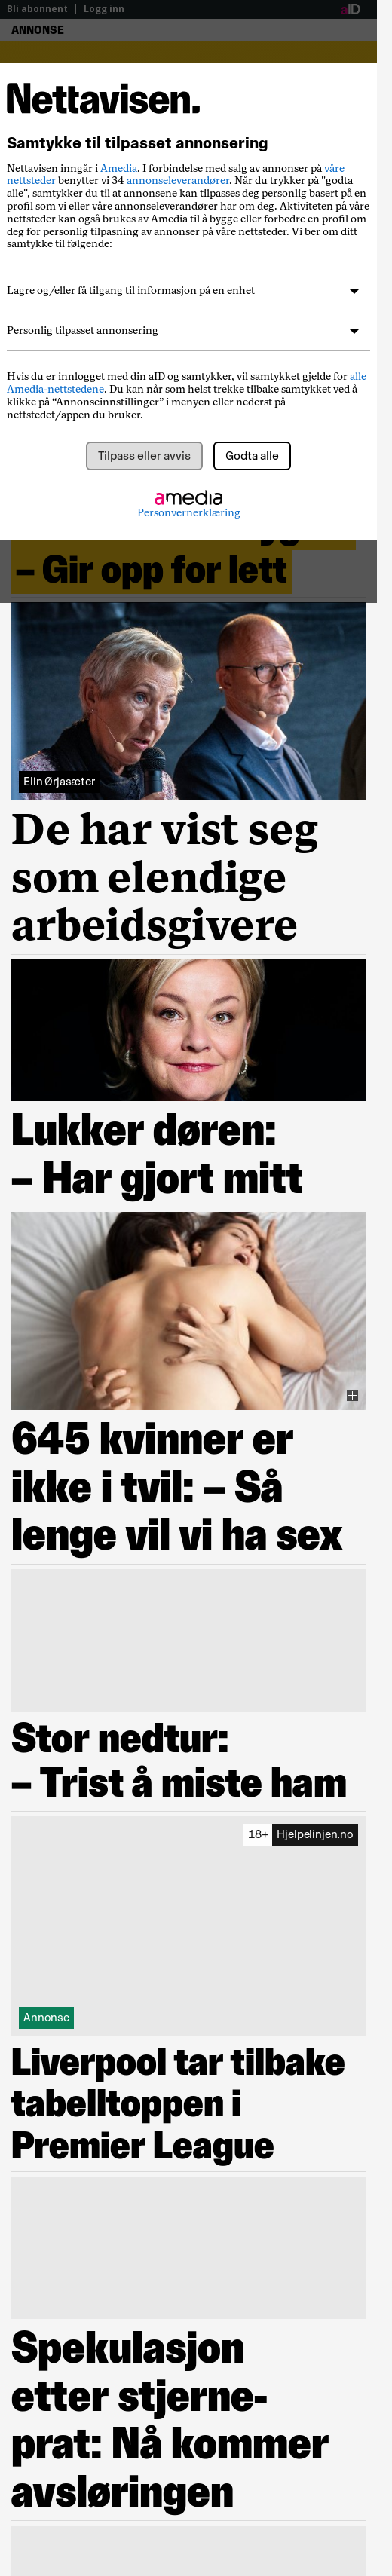 Bli abonnent | Logg inn
aID
ANNONSE
Nettavisen.
Samtykke til tilpasset annonsering
Nettavisen inngår i Amedia. I forbindelse med salg av annonser på våre
nettsteder benytter vi 34 annonseleverandører. Når du trykker på "godta
alle", samtykker du til at annonsene kan tilpasses deg personlig basert på en
profil som vi eller våre annonseleverandører har om deg. Aktiviteten på våre
nettsteder kan også brukes av Amedia til å bygge eller forbedre en profil om
deg for personlig tilpasning av annonser på våre nettsteder. Vi ber om ditt
samtykke til følgende:
Lagre og/eller få tilgang til informasjon på en enhet
Personlig tilpasset annonsering
Hvis du er innlogget med din aID og samtykker, vil samtykket gjelde for alle
Amedia-nettstedene. Du kan når som helst trekke tilbake samtykket ved å
klikke på “Annonseinnstillinger” i menyen eller nederst på
nettstedet/appen du bruker.
Tilpass eller avvis
Godta alle
amedia
Personvernerklæring
– Gir opp for lett
Elin Ørjasæter
De har vist seg
som elendige
arbeidsgivere
Lukker døren:
– Har gjort mitt
645 kvinner er
ikke i tvil: – Så
lenge vil vi ha sex
Stor nedtur:
– Trist å miste ham
18+ Hjelpelinjen.no
Annonse
Liverpool tar tilbake
tabelltoppen i
Premier League
Spekulasjon
etter stjerne-
prat: Nå kommer
avsløringen